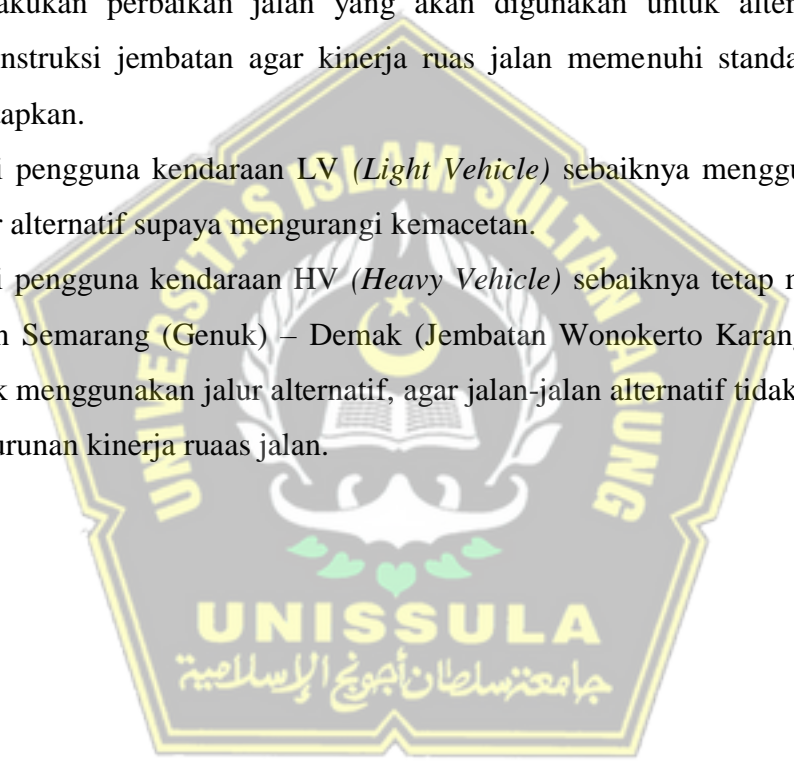 akukan perbaikan jalan yang akan digunakan untuk alter
nstruksi jembatan agar kinerja ruas jalan memenuhi standa
apkan.
i pengguna kendaraan LV (Light Vehicle) sebaiknya menggu
r alternatif supaya mengurangi kemacetan.
i pengguna kendaraan HV (Heavy Vehicle) sebaiknya tetap m
n Semarang (Genuk) – Demak (Jembatan Wonokerto Karang
k menggunakan jalur alternatif, agar jalan-jalan alternatif tidak
urunan kinerja ruaas jalan.
UNIVERSITAS ISLAM SULTAN AGUNG
UNISSULA
جامعتسلطان أجونج الإسلامية